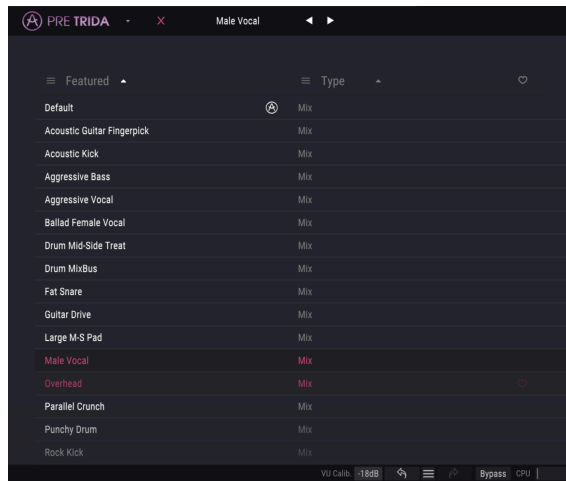 PRE TRIDA - X Male Vocal
Featured Type
Default Mix
Acoustic Guitar Fingerpick Mix
Acoustic Kick Mix
Aggressive Bass Mix
Aggressive Vocal Mix
Ballad Female Vocal Mix
Drum Mid-Side Treat Mix
Drum MixBus Mix
Fat Snare Mix
Guitar Drive Mix
Large M-S Pad Mix
Male Vocal Mix
Overhead Mix
Parallel Crunch Mix
Punchy Drum Mix
Rock Kick Mix
VU Calib. -18dB Bypass CPU